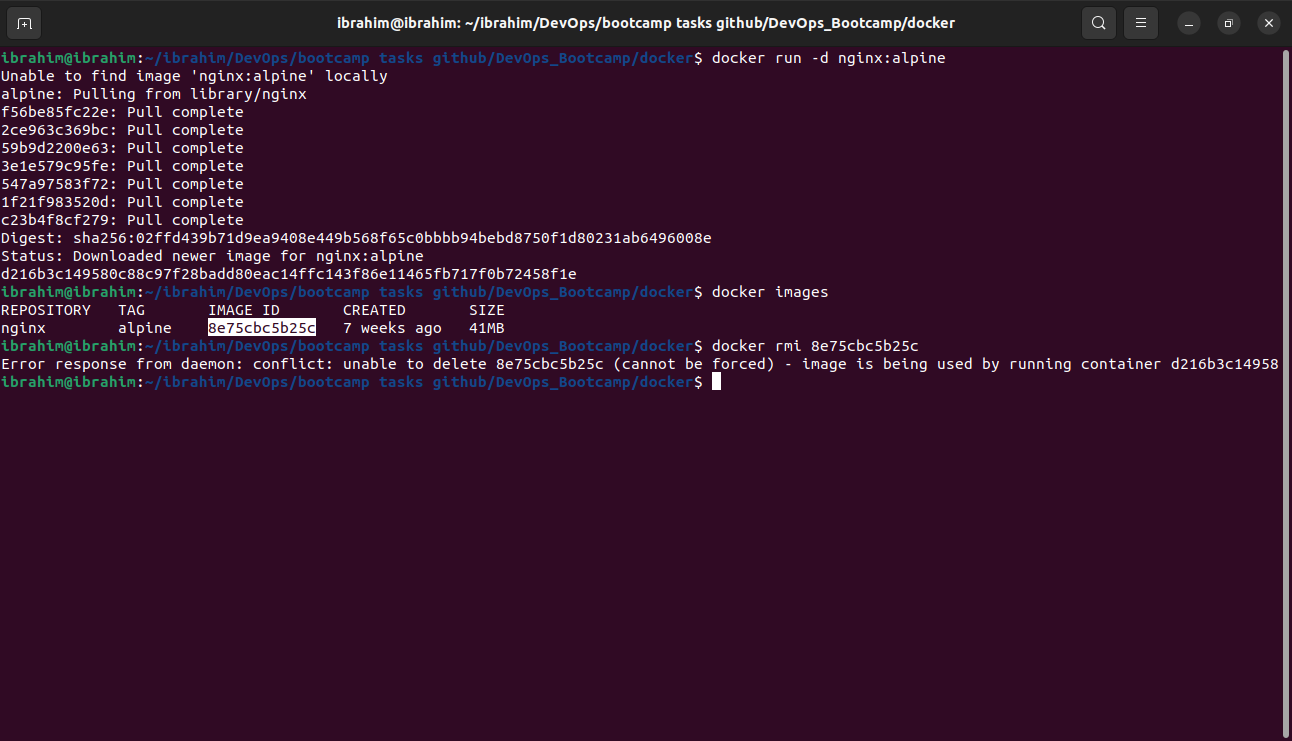 ibrahim@ibrahim: ~/ibrahim/DevOps/bootcamp tasks github/DevOps_Bootcamp/docker
ibrahim@ibrahim:~/ibrahim/DevOps/bootcamp tasks github/DevOps_Bootcamp/docker$ docker run -d nginx:alpine
Unable to find image 'nginx:alpine' locally
alpine: Pulling from library/nginx
f56be85fc22e: Pull complete
2ce963c369bc: Pull complete
59b9d2200e63: Pull complete
3e1e579c95fe: Pull complete
547a97583f72: Pull complete
1f21f983520d: Pull complete
c23b4f8cf279: Pull complete
Digest: sha256:02ffd439b71d9ea9408e449b568f65c0bbbb94bebd8750f1d80231ab6496008e
Status: Downloaded newer image for nginx:alpine
d216b3c149580c88c97f28badd80eac14ffc143f86e11465fb717f0b72458f1e
ibrahim@ibrahim:~/ibrahim/DevOps/bootcamp tasks github/DevOps_Bootcamp/docker$ docker images
REPOSITORY   TAG       IMAGE ID       CREATED       SIZE
nginx        alpine    8e75cbc5b25c   7 weeks ago   41MB
ibrahim@ibrahim:~/ibrahim/DevOps/bootcamp tasks github/DevOps_Bootcamp/docker$ docker rmi 8e75cbc5b25c
Error response from daemon: conflict: unable to delete 8e75cbc5b25c (cannot be forced) - image is being used by running container d216b3c14958
ibrahim@ibrahim:~/ibrahim/DevOps/bootcamp tasks github/DevOps_Bootcamp/docker$